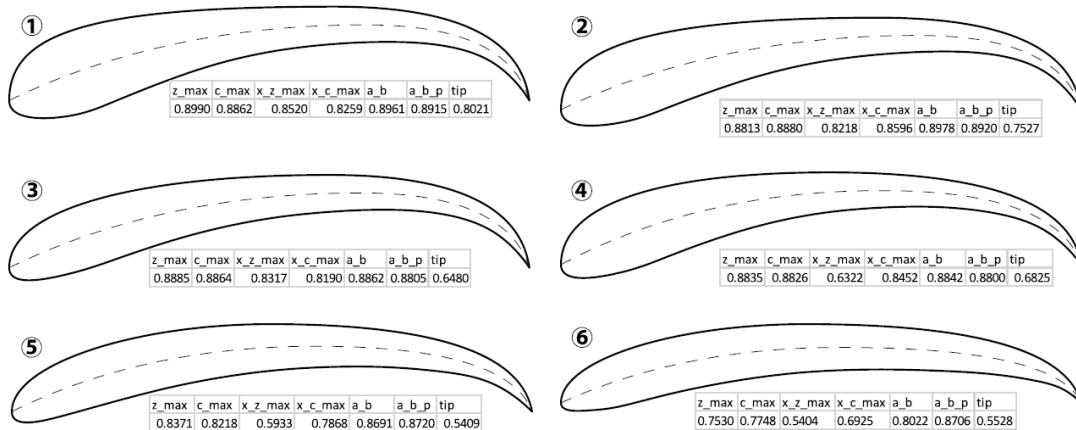 ①
z_max c_max x_z_max x_c_max a_b a_b_p tip
0.8990 0.8862 0.8520 0.8259 0.8961 0.8915 0.8021
②
z_max c_max x_z_max x_c_max a_b a_b_p tip
0.8813 0.8880 0.8218 0.8596 0.8978 0.8920 0.7527
③
z_max c_max x_z_max x_c_max a_b a_b_p tip
0.8885 0.8864 0.8317 0.8190 0.8862 0.8805 0.6480
④
z_max c_max x_z_max x_c_max a_b a_b_p tip
0.8835 0.8826 0.6322 0.8452 0.8842 0.8800 0.6825
⑤
z_max c_max x_z_max x_c_max a_b a_b_p tip
0.8371 0.8218 0.5933 0.7868 0.8691 0.8720 0.5409
⑥
z_max c_max x_z_max x_c_max a_b a_b_p tip
0.7530 0.7748 0.5404 0.6925 0.8022 0.8706 0.5528